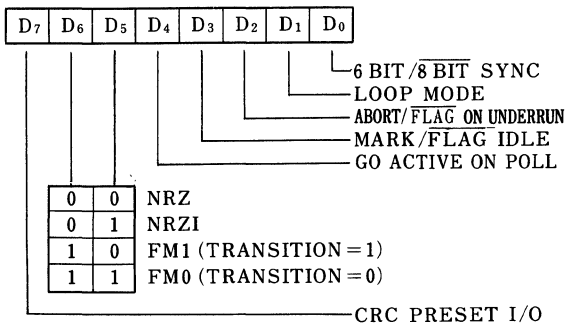 D7 D6 D5 D4 D3 D2 D1 D0
6 BIT/8 BIT SYNC
LOOP MODE
ABORT/FLAG ON UNDERRUN
MARK/FLAG IDLE
GO ACTIVE ON POLL
0 0 NRZ
0 1 NRZI
1 0 FM1 (TRANSITION=1)
1 1 FM0 (TRANSITION=0)
CRC PRESET I/O